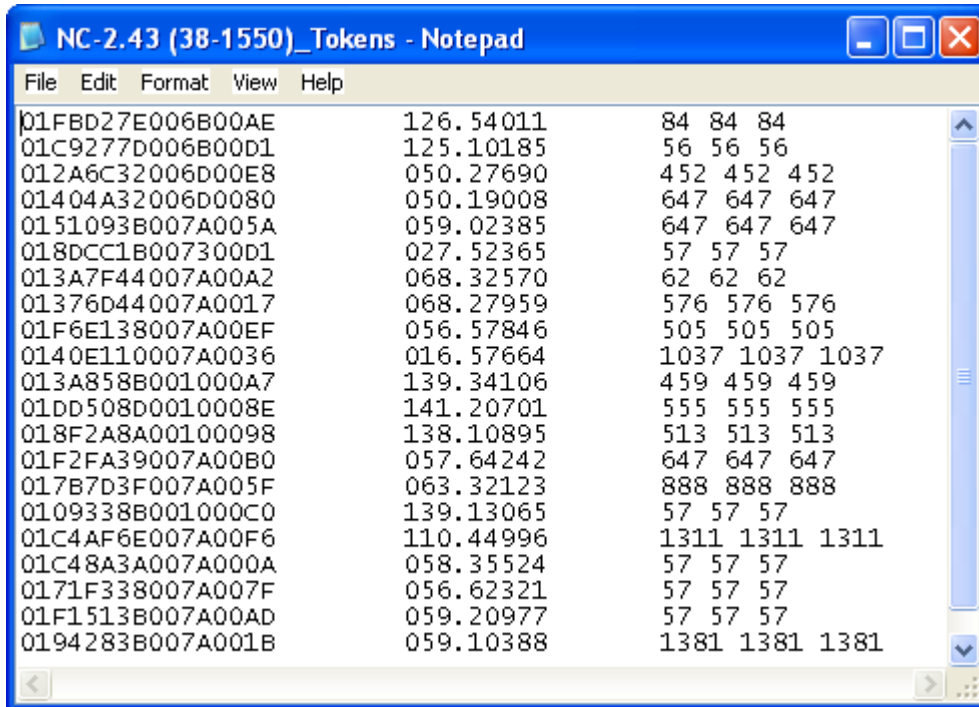 NC-2.43 (38-1550)_Tokens - Notepad
File Edit Format View Help
01FBD27E006B00AE 126.54011 84 84 84
01C9277D006B00D1 125.10185 56 56 56
012A6C32006D00E8 050.27690 452 452 452
01404A32006D0080 050.19008 647 647 647
0151093B007A005A 059.02385 647 647 647
018DCC1B007300D1 027.52365 57 57 57
013A7F44007A00A2 068.32570 62 62 62
01376D44007A0017 068.27959 576 576 576
01F6E138007A00EF 056.57846 505 505 505
0140E110007A0036 016.57664 1037 1037 1037
013A858B001000A7 139.34106 459 459 459
01DD508D0010008E 141.20701 555 555 555
018F2A8A00100098 138.10895 513 513 513
01F2FA39007A00B0 057.64242 647 647 647
017B7D3F007A005F 063.32123 888 888 888
0109338B001000C0 139.13065 57 57 57
01C4AF6E007A00F6 110.44996 1311 1311 1311
01C48A3A007A000A 058.35524 57 57 57
0171F338007A007F 056.62321 57 57 57
01F1513B007A00AD 059.20977 57 57 57
0194283B007A001B 059.10388 1381 1381 1381